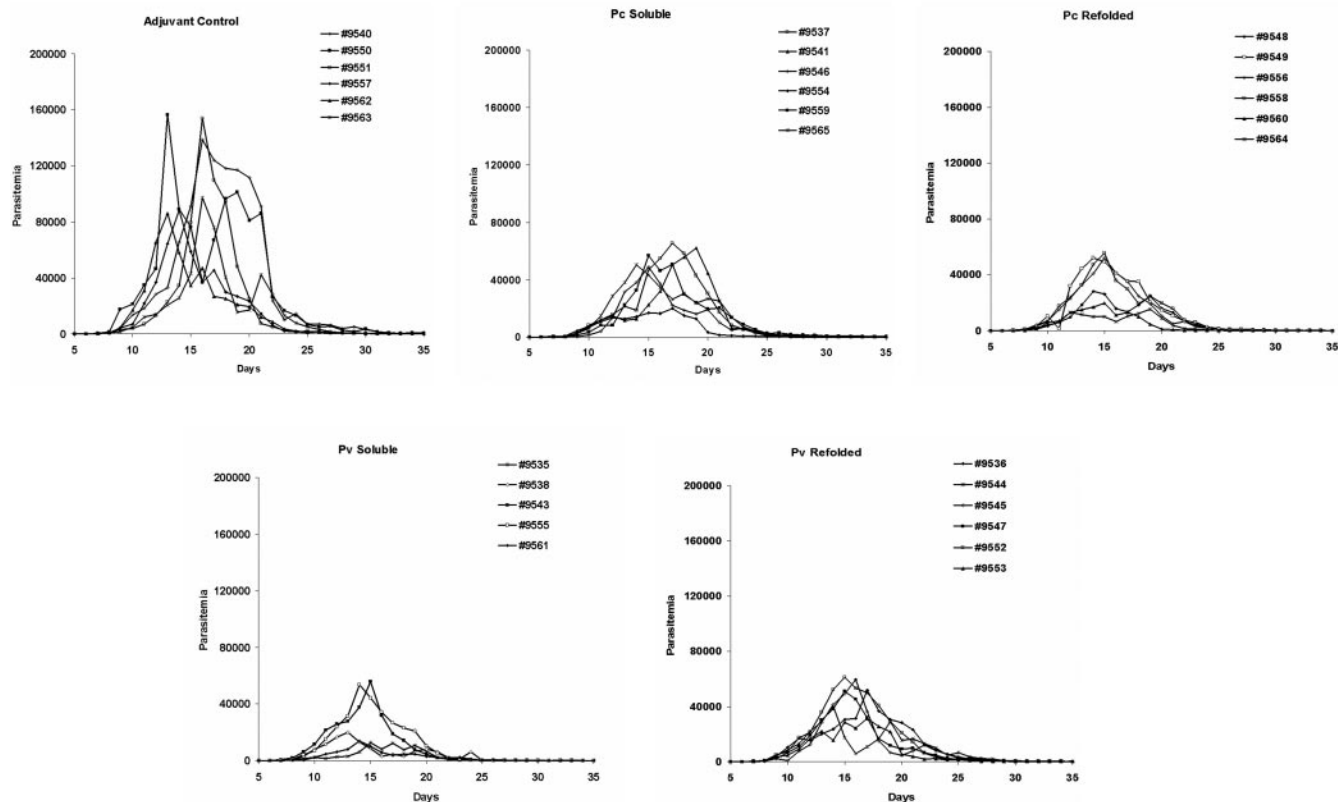 Adjuvant Control
#9540
#9550
#9551
#9557
#9562
#9563
200000
160000
120000
80000
40000
0
Parasitemia
5 10 15 20 25 30 35
Days
Pc Soluble
#9537
#9541
#9546
#9554
#9559
#9565
200000
160000
120000
80000
40000
0
Parasitemia
5 10 15 20 25 30 35
Days
Pc Refolded
#9548
#9549
#9556
#9558
#9560
#9564
200000
160000
120000
80000
40000
0
Parasitemia
5 10 15 20 25 30 35
Days
Pv Soluble
#9535
#9538
#9543
#9555
#9561
200000
160000
120000
80000
40000
0
Parasitemia
5 10 15 20 25 30 35
Days
Pv Refolded
#9536
#9544
#9545
#9547
#9552
#9553
200000
160000
120000
80000
40000
0
Parasitemia
5 10 15 20 25 30 35
Days